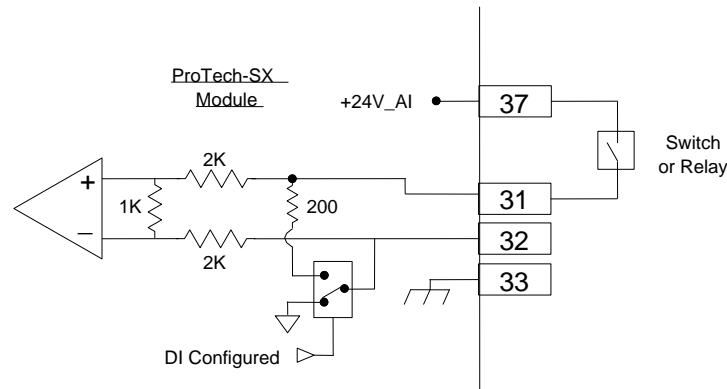 ProTech-SX
Module
+24V_AI
37
Switch
or Relay
2K
+
1K
200
31
−
2K
32
33
DI Configured